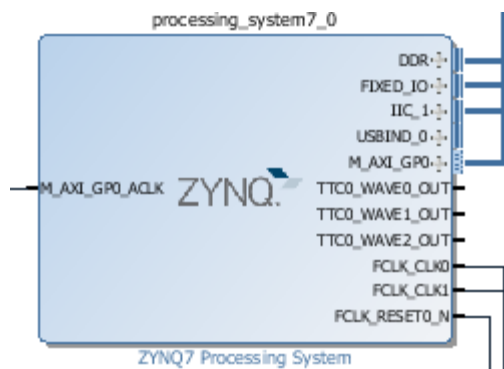 processing_system7_0
DDR
FIXED_IO
IIC_1
USBIND_0
M_AXI_GP0
M_AXI_GP0_ACLK
ZYNQ.
TTC0_WAVE0_OUT
TTC0_WAVE1_OUT
TTC0_WAVE2_OUT
FCLK_CLK0
FCLK_CLK1
FCLK_RESET0_N
ZYNQ7 Processing System